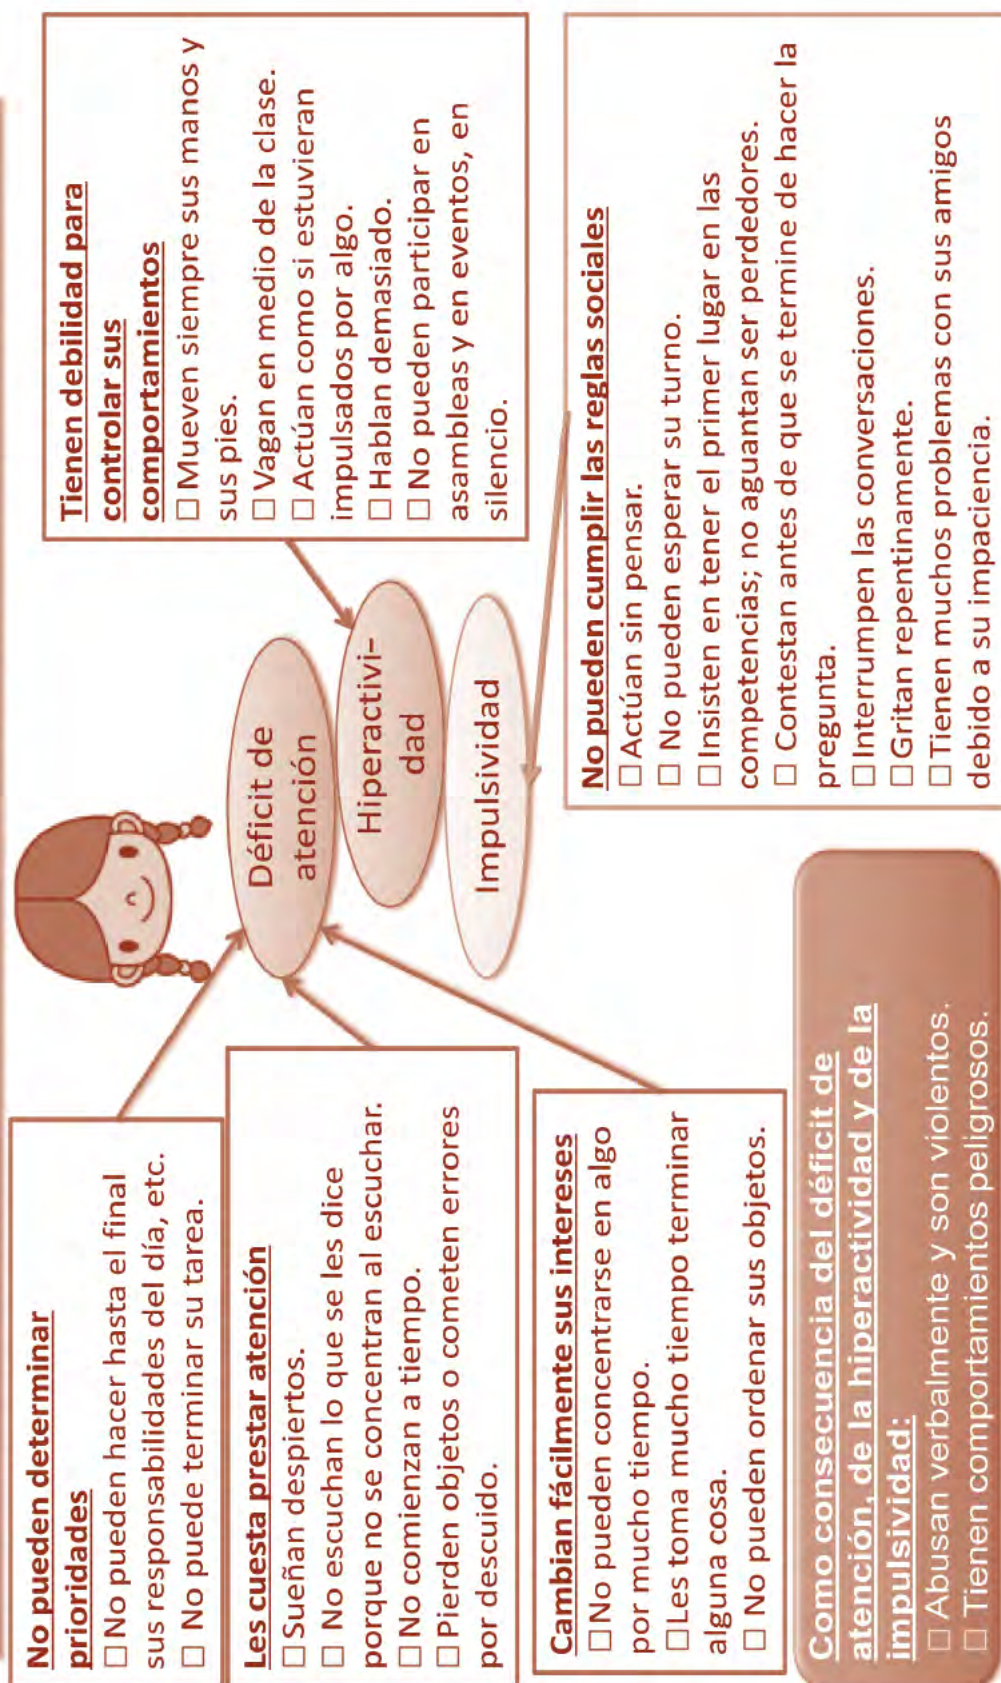 No pueden determinar
prioridades
☐ No pueden hacer hasta el final
sus responsabilidades del día, etc.
☐ No puede terminar su tarea.
Les cuesta prestar atención
☐ Sueñan despiertos.
☐ No escuchan lo que se les dice
porque no se concentran al escuchar.
☐ No comienzan a tiempo.
☐ Pierden objetos o cometen errores
por descuido.
Cambian fácilmente sus intereses
☐ No pueden concentrarse en algo
por mucho tiempo.
☐ Les toma mucho tiempo terminar
alguna cosa.
☐ No pueden ordenar sus objetos.
Como consecuencia del déficit de
atención, de la hiperactividad y de la
impulsividad:
☐ Abusan verbalmente y son violentos.
☐ Tienen comportamientos peligrosos.
Déficit de
atención
Hiperactivi-
dad
Impulsividad
Tienen debilidad para
controlar sus
comportamientos
☐ Mueven siempre sus manos y
sus pies.
☐ Vagan en medio de la clase.
☐ Actúan como si estuvieran
impulsados por algo.
☐ Hablan demasiado.
☐ No pueden participar en
asambleas y en eventos, en
silencio.
No pueden cumplir las reglas sociales
☐ Actúan sin pensar.
☐ No pueden esperar su turno.
☐ Insisten en tener el primer lugar en las
competencias; no aguantan ser perdedores.
☐ Contestan antes de que se termine de hacer la
pregunta.
☐ Interrumpen las conversaciones.
☐ Gritan repentinamente.
☐ Tienen muchos problemas con sus amigos
debido a su impaciencia.